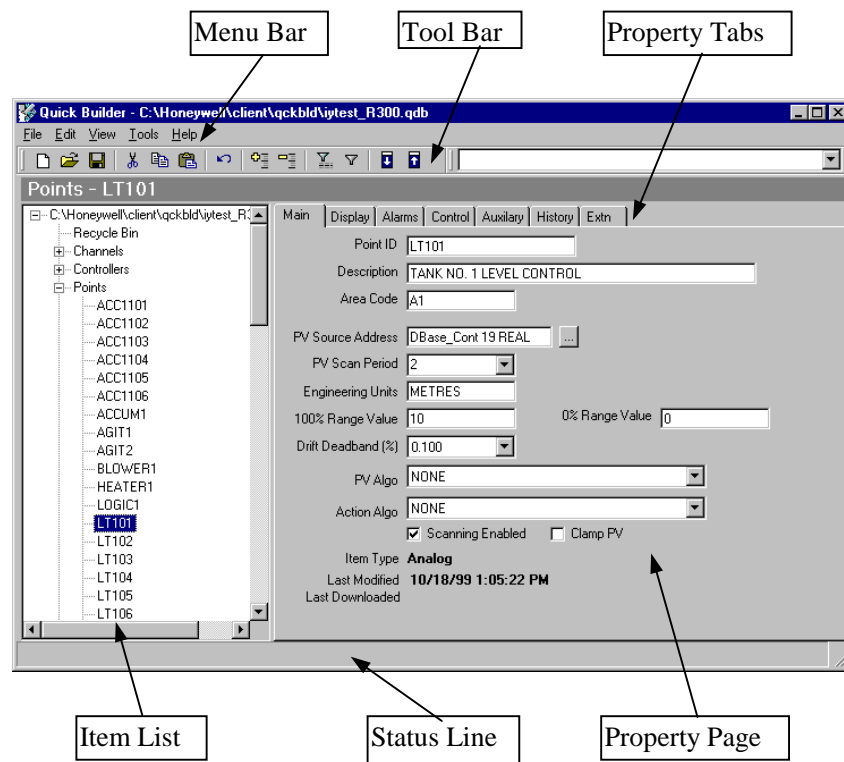 Menu Bar
Tool Bar
Property Tabs
Quick Builder - C:\Honeywell\client\qckbld\iytest_R300.qdb
File Edit View Tools Help
Points - LT101
C:\Honeywell\client\qckbld\iytest_R3
Recycle Bin
Channels
Controllers
Points
ACC1101
ACC1102
ACC1103
ACC1104
ACC1105
ACC1106
ACCUM1
AGIT1
AGIT2
BLOWER1
HEATER1
LOGIC1
LT101
LT102
LT103
LT104
LT105
LT106
Main Display Alarms Control Auxilary History Extn
Point ID LT101
Description TANK NO. 1 LEVEL CONTROL
Area Code A1
PV Source Address DBase_Cont 19 REAL ...
PV Scan Period 2
Engineering Units METRES
100% Range Value 10 0% Range Value 0
Drift Deadband (%) 0.100
PV Algo NONE
Action Algo NONE
Scanning Enabled Clamp PV
Item Type Analog
Last Modified 10/18/99 1:05:22 PM
Last Downloaded
Item List
Status Line
Property Page